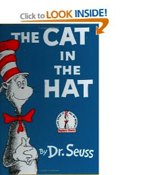 Click to LOOK INSIDE!
THE CAT
IN THE
HAT
By Dr. Seuss